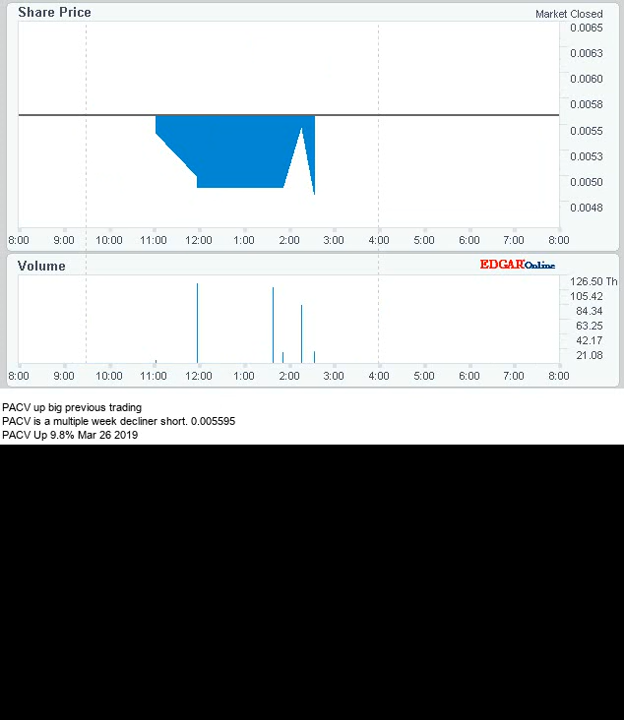 Share Price
Market Closed
0.0065
0.0063
0.0060
0.0058
0.0055
0.0053
0.0050
0.0048
8:00 9:00 10:00 11:00 12:00 1:00 2:00 3:00 4:00 5:00 6:00 7:00 8:00
Volume
EDGAR Online
126.50 Th
105.42
84.34
63.25
42.17
21.08
8:00 9:00 10:00 11:00 12:00 1:00 2:00 3:00 4:00 5:00 6:00 7:00 8:00
PACV up big previous trading
PACV is a multiple week decliner short. 0.005595
PACV Up 9.8% Mar 26 2019